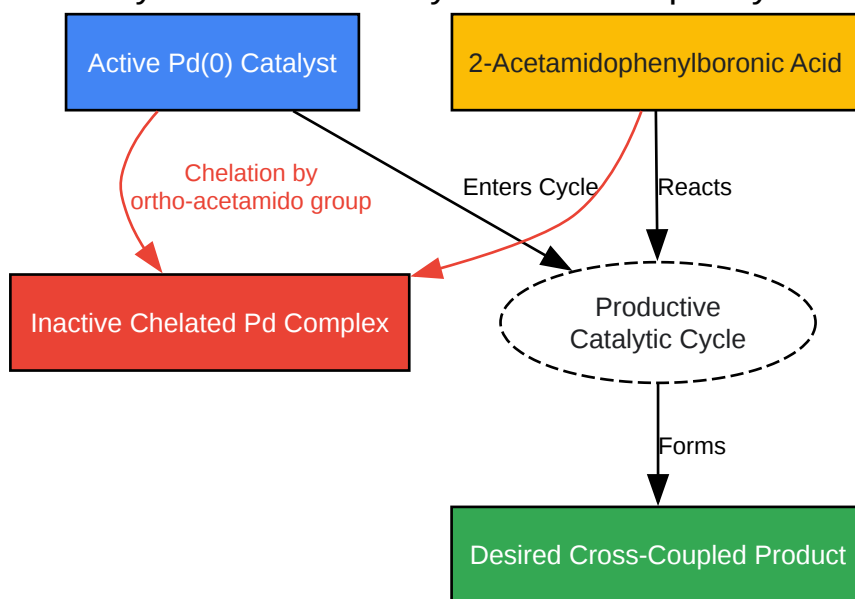 Active Pd(0) Catalyst
2-Acetamidophenylboronic Acid
Chelation by
ortho-acetamido group
Enters Cycle
Reacts
Inactive Chelated Pd Complex
Productive
Catalytic Cycle
Forms
Desired Cross-Coupled Product